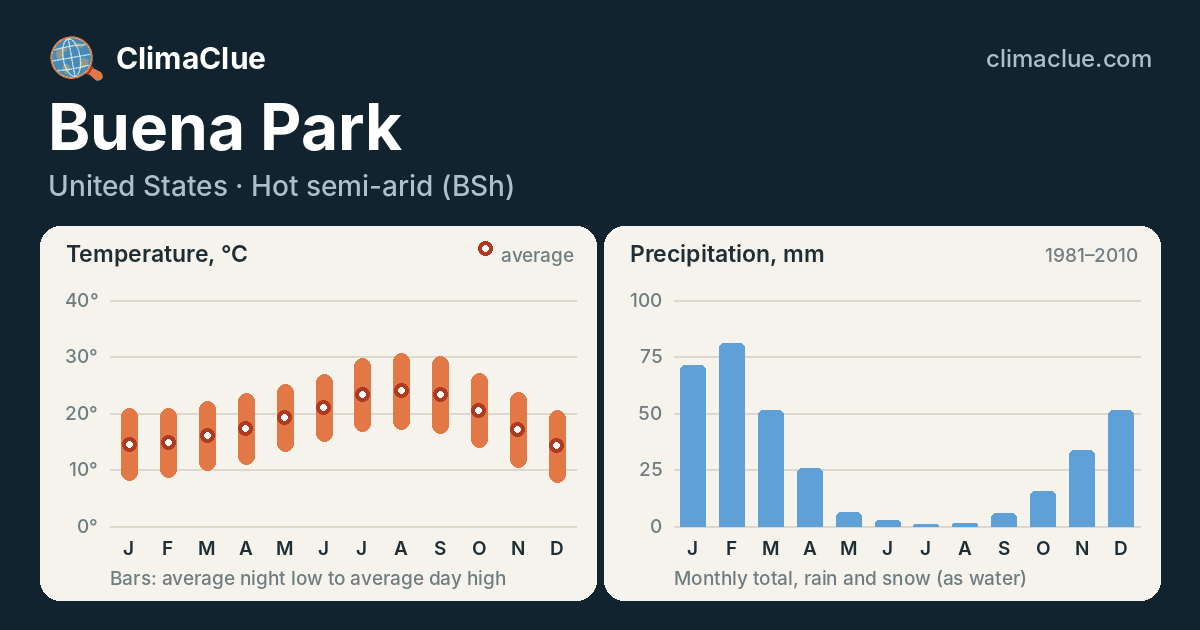 ClimaClue
climaclue.com
Buena Park
United States · Hot semi-arid (BSh)
Temperature, °C
average
40°
30°
20°
10°
0°
J F M A M J J A S O N D
Bars: average night low to average day high
Precipitation, mm
1981–2010
100
75
50
25
0
J F M A M J J A S O N D
Monthly total, rain and snow (as water)